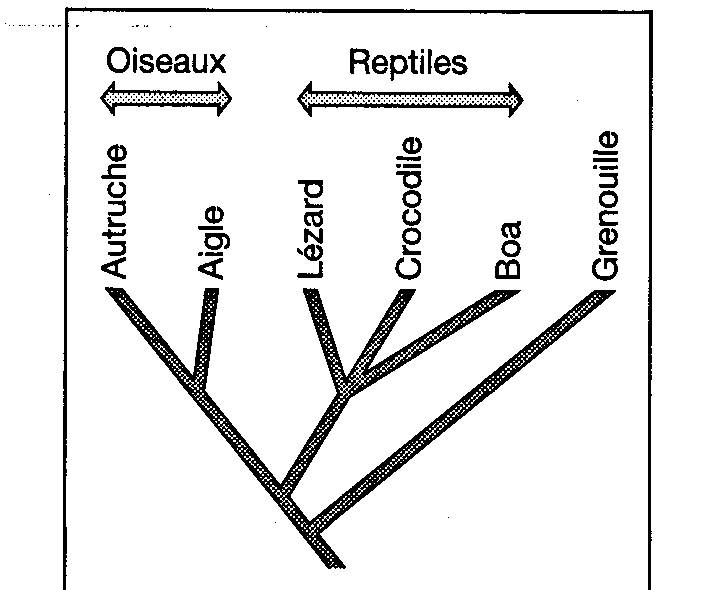 Oiseaux Reptiles
Autruche
Aigle
Lézard
Crocodile
Boa
Grenouille